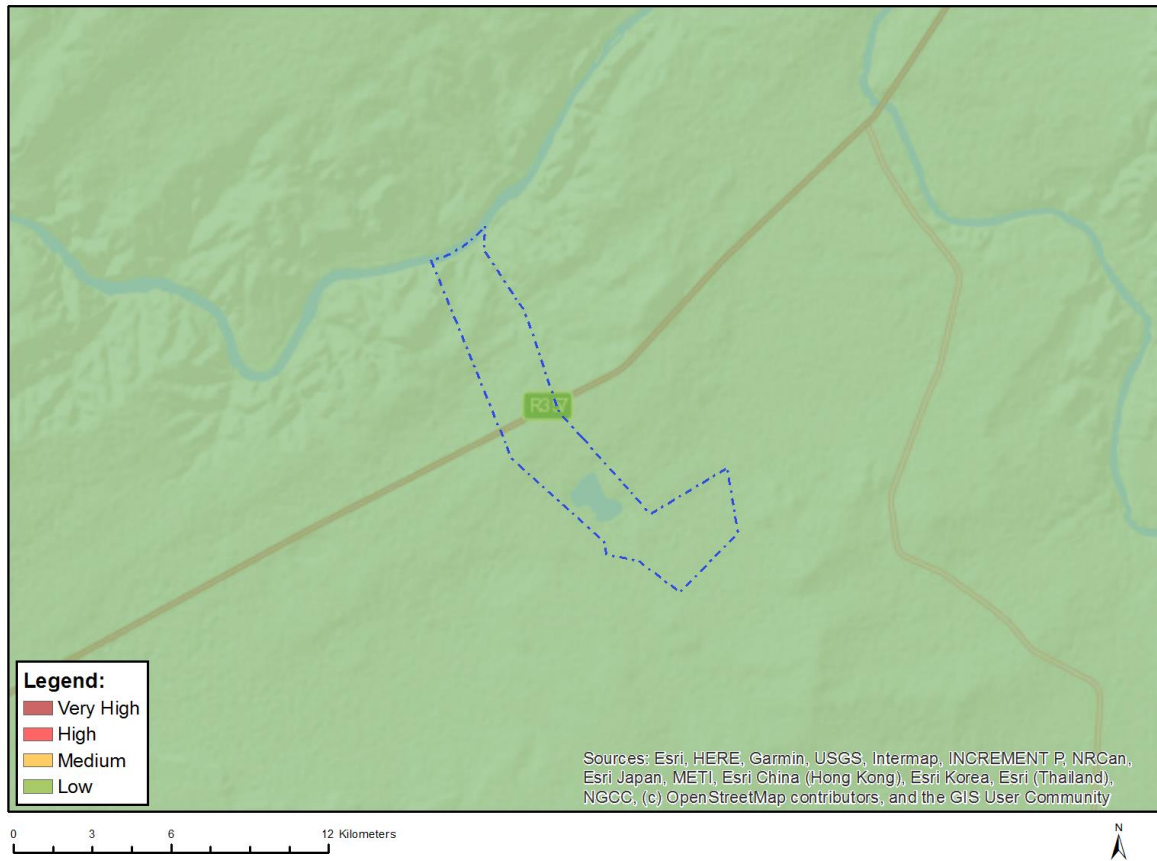 Legend:
Very High
High
Medium
Low
Sources: Esri, HERE, Garmin, USGS, Intermap, INCREMENT P, NRCan,
Esri Japan, METI, Esri China (Hong Kong), Esri Korea, Esri (Thailand),
NGCC, (c) OpenStreetMap contributors, and the GIS User Community
0 3 6 12 Kilometers
N